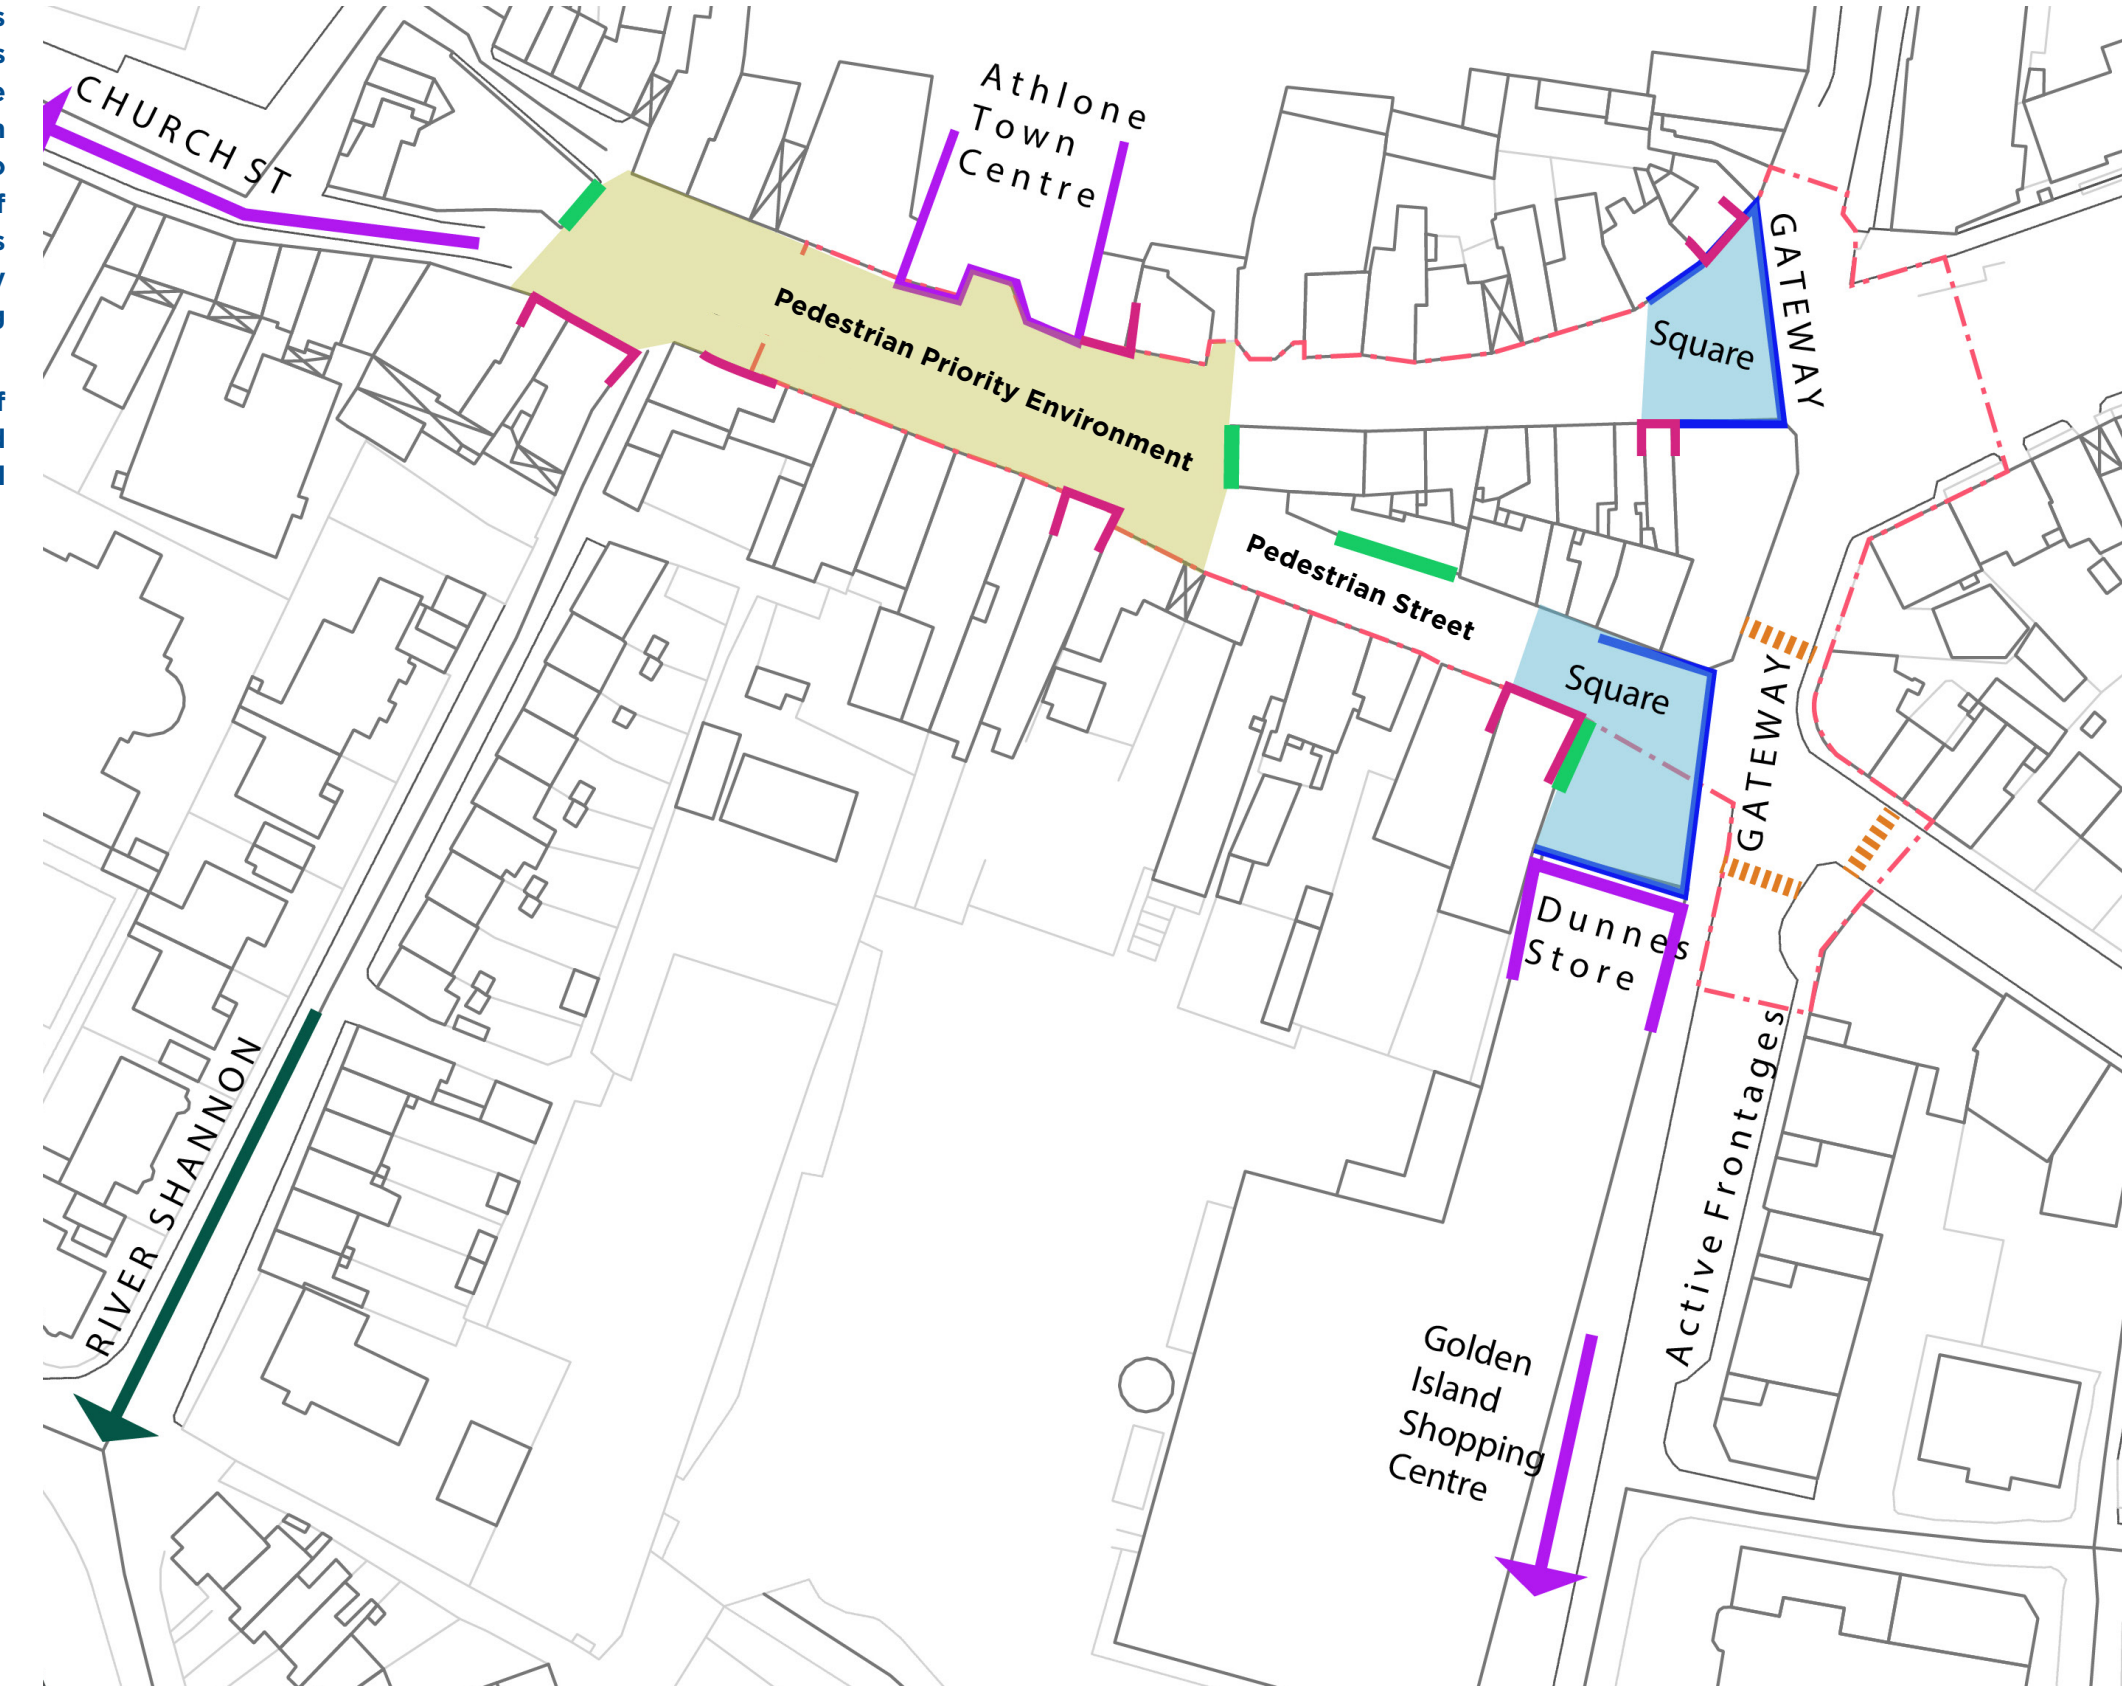 CHURCH ST
Athlone
Town
Centre
Pedestrian Priority Environment
Square
GATEWAY
Pedestrian Street
Square
GATEWAY
Dunnes
Store
Active Frontages
RIVER SHANNON
Golden
Island
Shopping
Centre